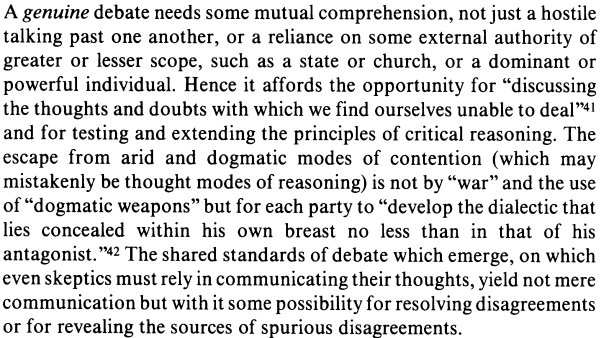 A genuine debate needs some mutual comprehension, not just a hostile
talking past one another, or a reliance on some external authority of
greater or lesser scope, such as a state or church, or a dominant or
powerful individual. Hence it affords the opportunity for “discussing
the thoughts and doubts with which we find ourselves unable to deal”41
and for testing and extending the principles of critical reasoning. The
escape from arid and dogmatic modes of contention (which may
mistakenly be thought modes of reasoning) is not by “war” and the use
of “dogmatic weapons” but for each party to “develop the dialectic that
lies concealed within his own breast no less than in that of his
antagonist.”42 The shared standards of debate which emerge, on which
even skeptics must rely in communicating their thoughts, yield not mere
communication but with it some possibility for resolving disagreements
or for revealing the sources of spurious disagreements.